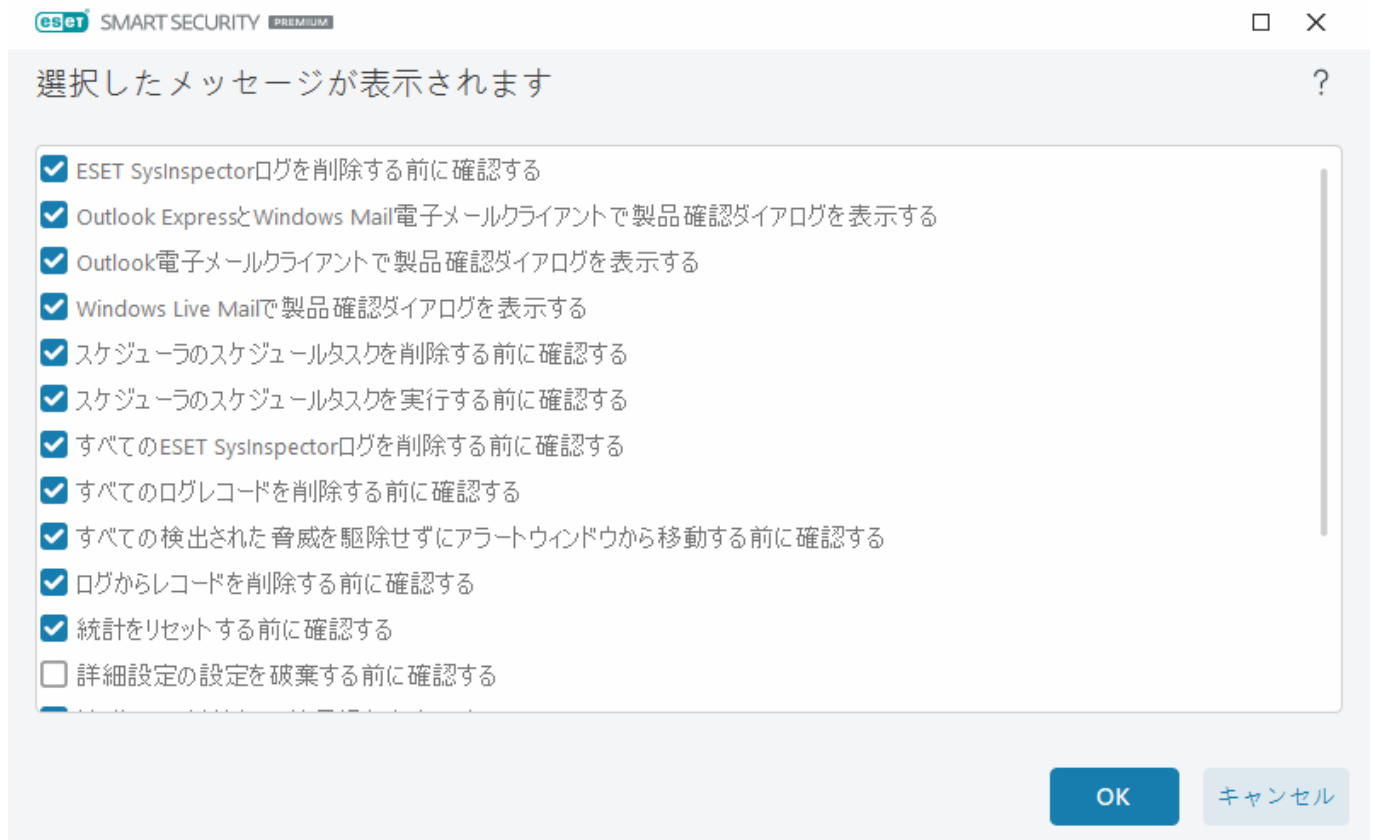 eset SMART SECURITY PREMIUM
選択したメッセージが表示されます
?
ESET SysInspectorログを削除する前に確認する
Outlook ExpressとWindows Mail電子メールクライアントで製品確認ダイアログを表示する
Outlook電子メールクライアントで製品確認ダイアログを表示する
Windows Live Mailで製品確認ダイアログを表示する
スケジューラのスケジュールタスクを削除する前に確認する
スケジューラのスケジュールタスクを実行する前に確認する
すべてのESET SysInspectorログを削除する前に確認する
すべてのログレコードを削除する前に確認する
すべての検出された脅威を駆除せずにアラートウィンドウから移動する前に確認する
ログからレコードを削除する前に確認する
統計をリセットする前に確認する
詳細設定の設定を破棄する前に確認する
OK
キャンセル